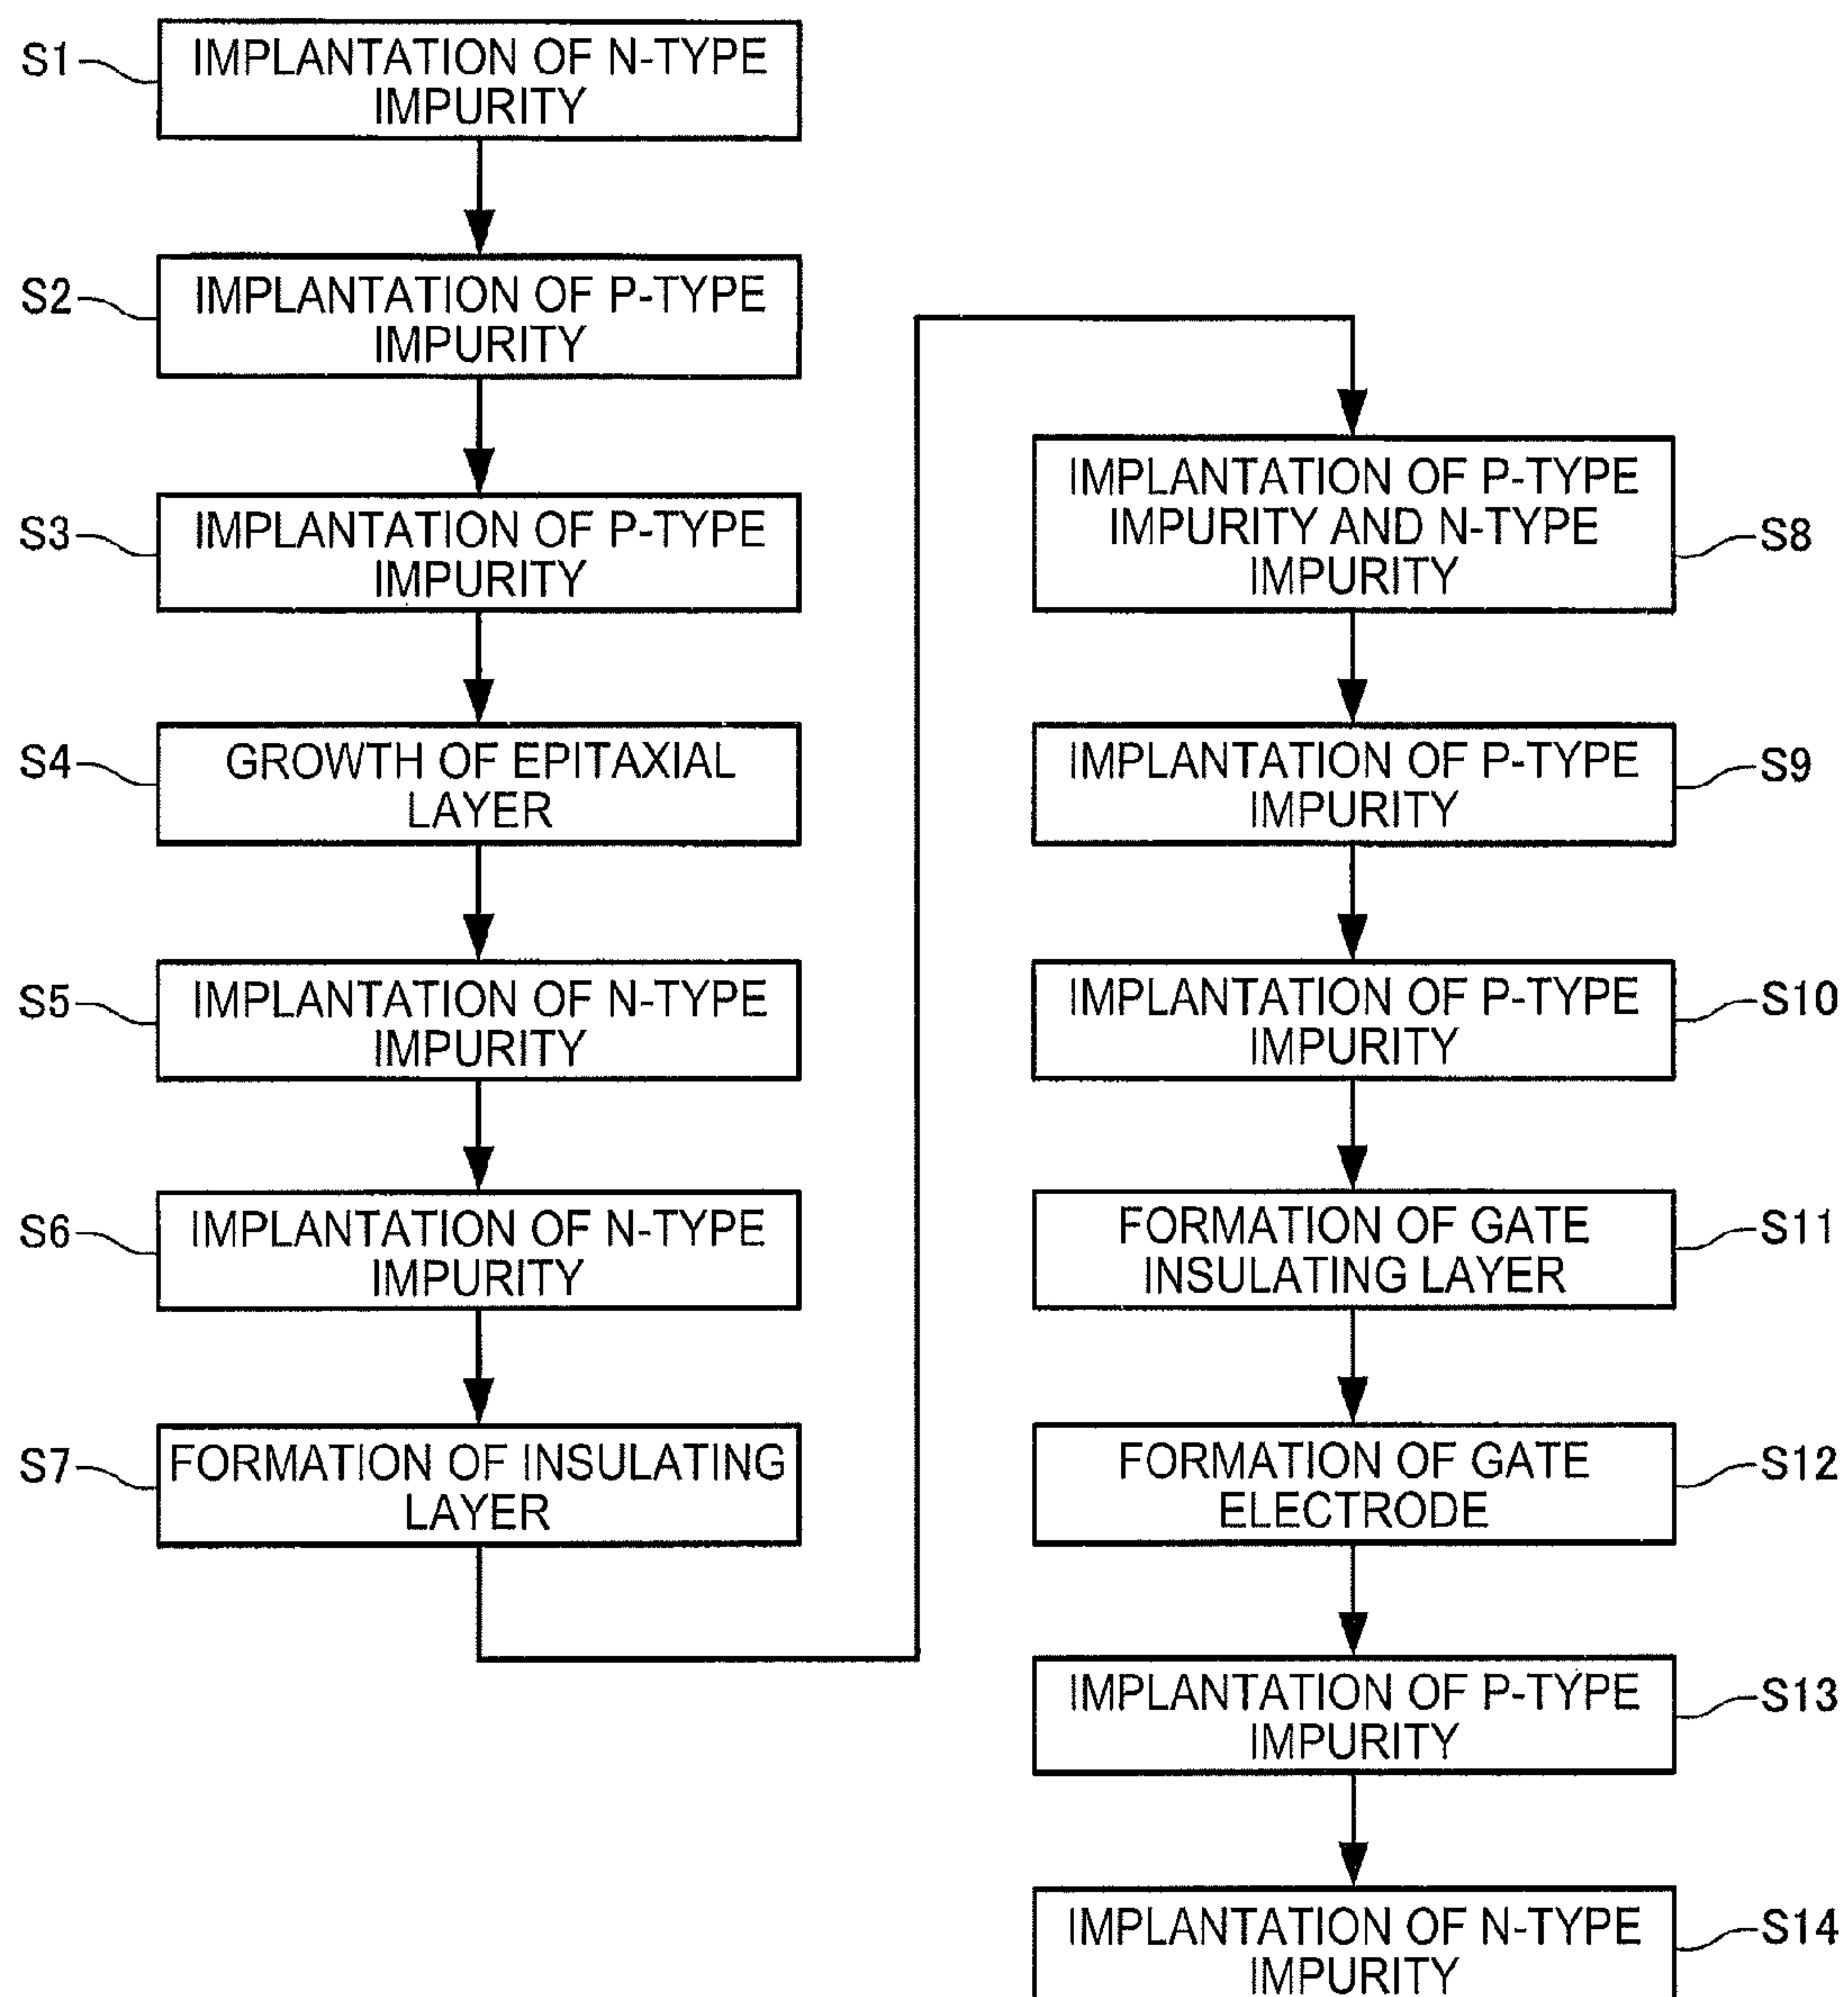 S1
IMPLANTATION OF N-TYPE
IMPURITY
S2
IMPLANTATION OF P-TYPE
IMPURITY
S3
IMPLANTATION OF P-TYPE
IMPURITY
S4
GROWTH OF EPITAXIAL
LAYER
S5
IMPLANTATION OF N-TYPE
IMPURITY
S6
IMPLANTATION OF N-TYPE
IMPURITY
S7
FORMATION OF INSULATING
LAYER
IMPLANTATION OF P-TYPE
IMPURITY AND N-TYPE
IMPURITY
S8
IMPLANTATION OF P-TYPE
IMPURITY
S9
IMPLANTATION OF P-TYPE
IMPURITY
S10
FORMATION OF GATE
INSULATING LAYER
S11
FORMATION OF GATE
ELECTRODE
S12
IMPLANTATION OF P-TYPE
IMPURITY
S13
IMPLANTATION OF N-TYPE
IMPURITY
S14